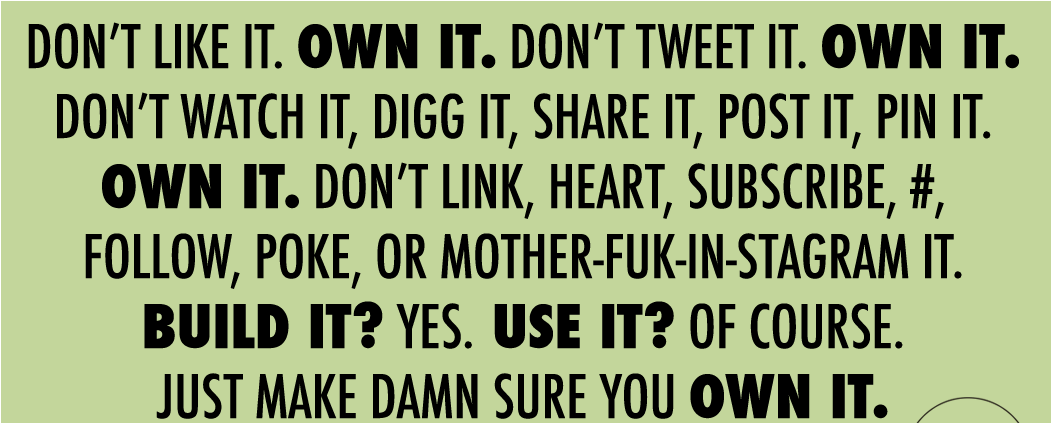 DON’T LIKE IT. OWN IT. DON’T TWEET IT. OWN IT.
DON’T WATCH IT, DIGG IT, SHARE IT, POST IT, PIN IT.
OWN IT. DON’T LINK, HEART, SUBSCRIBE, #,
FOLLOW, POKE, OR MOTHER-FUK-IN-STAGRAM IT.
BUILD IT? YES. USE IT? OF COURSE.
JUST MAKE DAMN SURE YOU OWN IT.